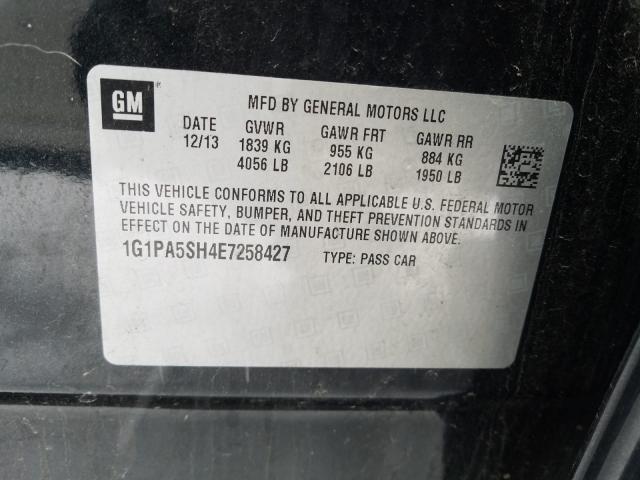 GM
MFD BY GENERAL MOTORS LLC
DATE GVWR GAWR FRT GAWR RR
12/13 1839 KG 955 KG 884 KG
4056 LB 2106 LB 1950 LB
THIS VEHICLE CONFORMS TO ALL APPLICABLE U.S. FEDERAL MOTOR
VEHICLE SAFETY, BUMPER, AND THEFT PREVENTION STANDARDS IN
EFFECT ON THE DATE OF MANUFACTURE SHOWN ABOVE.
1G1PA5SH4E7258427 TYPE: PASS CAR